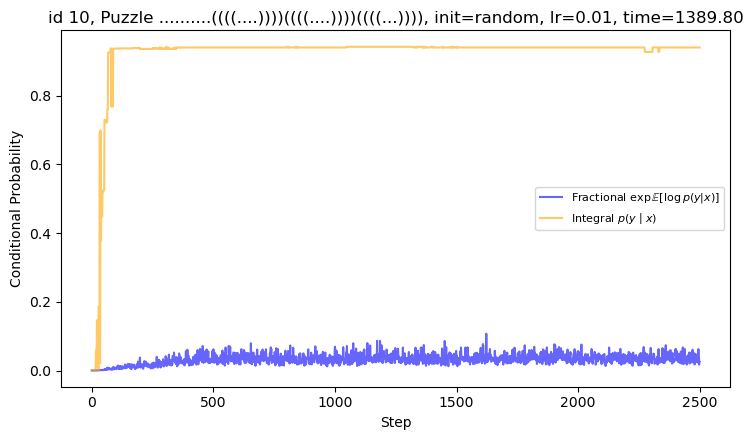 id 10, Puzzle ..........((((....))))((((....))))((((...)))), init=random, lr=0.01, time=1389.80
Conditional Probability
0.8
0.6
0.4
0.2
0.0
Fractional exp𝔼[log p(y|x)]
Integral p(y | x)
0
500
1000
1500
2000
2500
Step